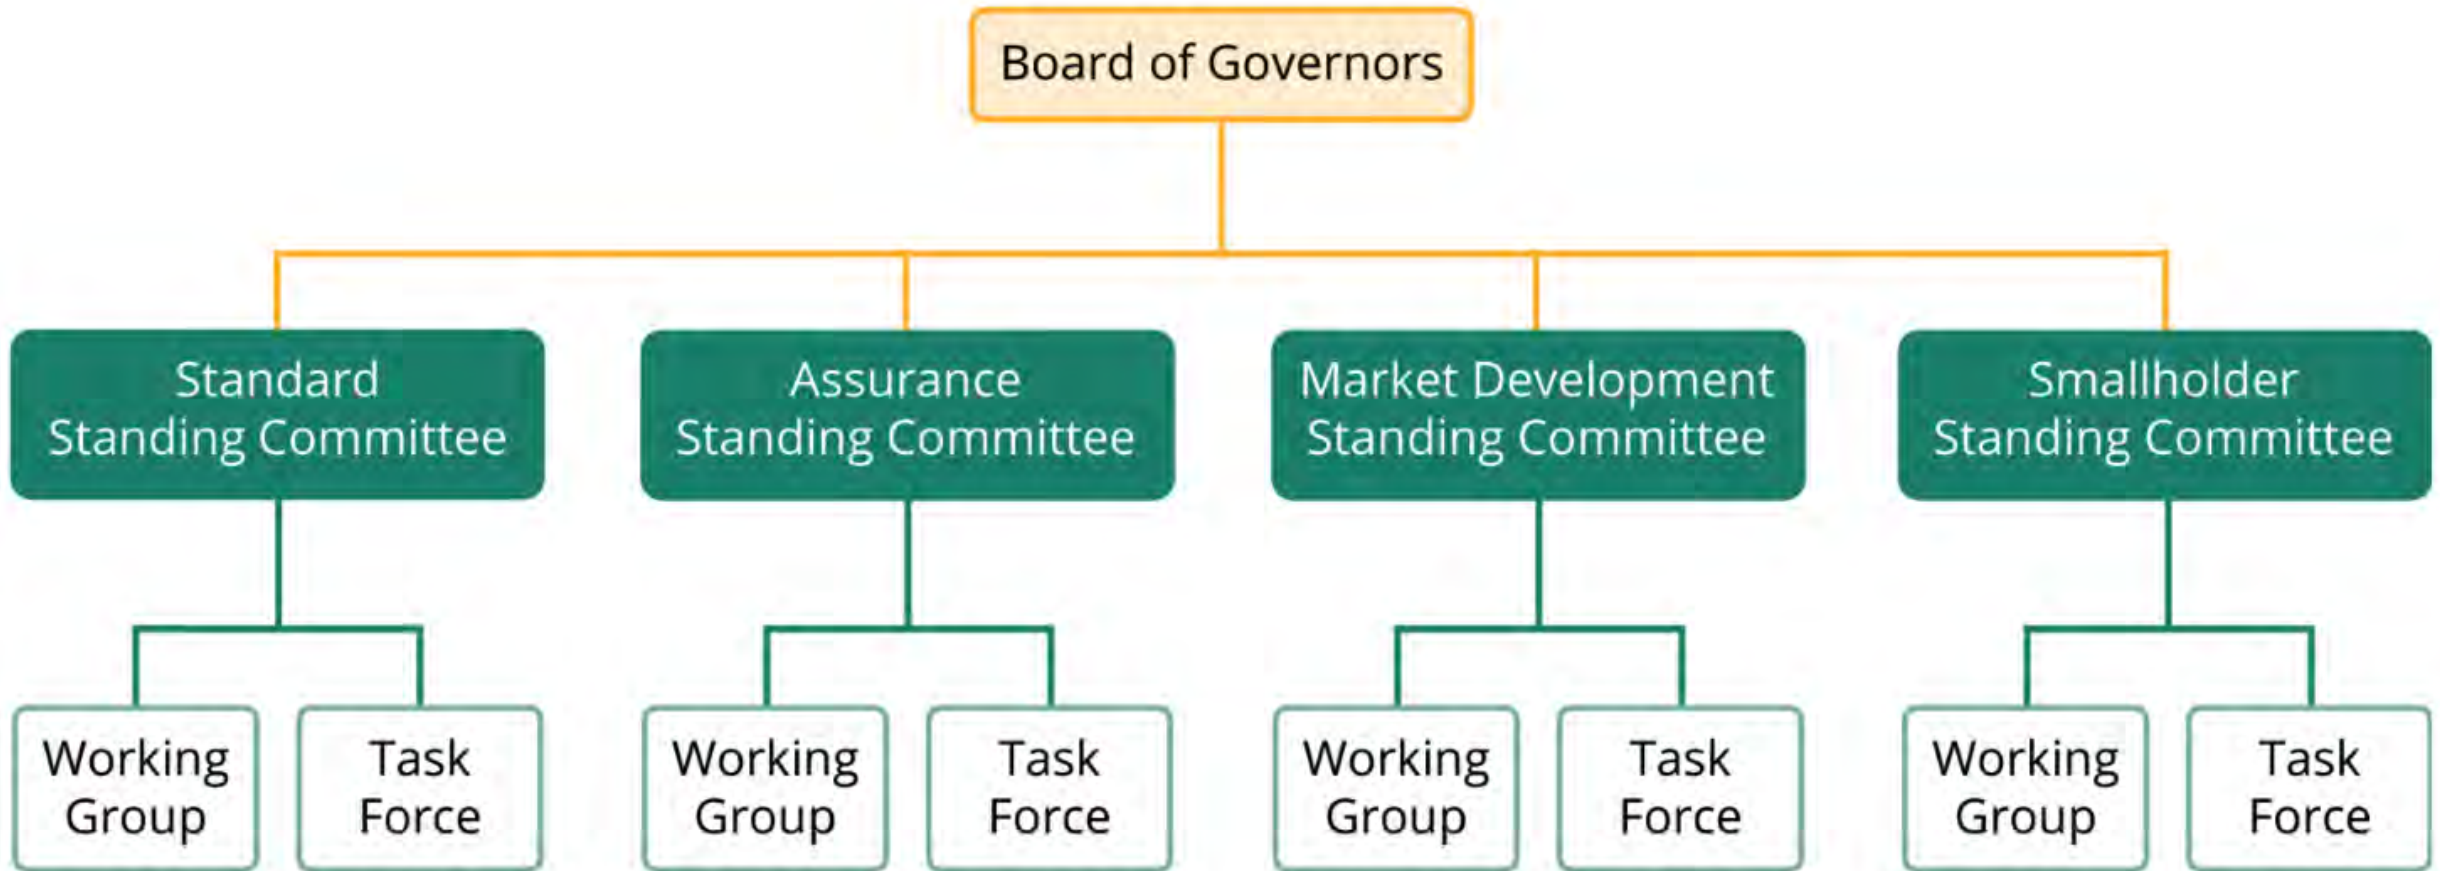 Board of Governors
Standard
Standing Committee
Assurance
Standing Committee
Market Development
Standing Committee
Smallholder
Standing Committee
Working
Group
Task
Force
Working
Group
Task
Force
Working
Group
Task
Force
Working
Group
Task
Force